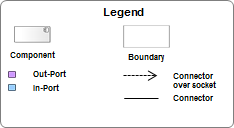 Legend
Component
Boundary
Out-Port
In-Port
Connector
over socket
Connector